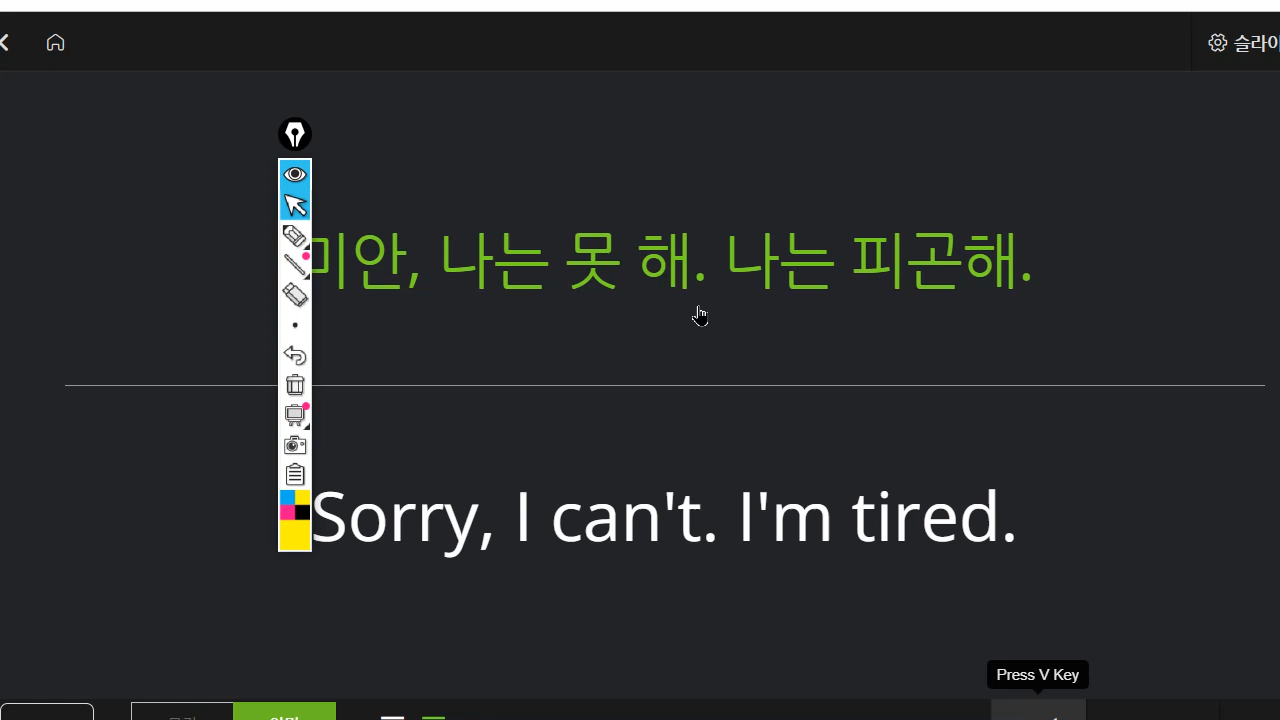 슬라이
미안, 나는 못 해. 나는 피곤해.
Sorry, I can't. I'm tired.
Press V Key